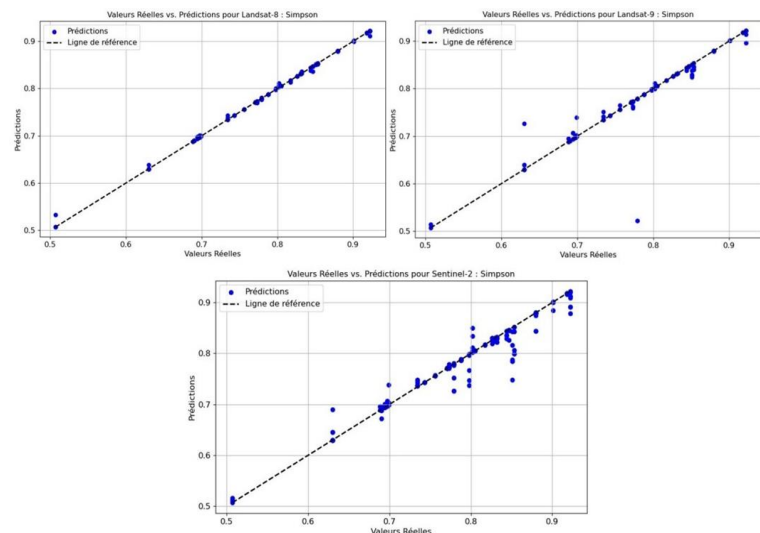 Valeurs Réelles vs. Prédictions pour Landsat-8 : Simpson
Prédictions
Ligne de référence
Prédictions
0.9
0.8
0.7
0.6
0.5
0.5 0.6 0.7 0.8 0.9
Valeurs Réelles
Valeurs Réelles vs. Prédictions pour Landsat-9 : Simpson
Prédictions
Ligne de référence
Prédictions
0.9
0.8
0.7
0.6
0.5
0.5 0.6 0.7 0.8 0.9
Valeurs Réelles
Valeurs Réelles vs. Prédictions pour Sentinel-2 : Simpson
Prédictions
Ligne de référence
Prédictions
0.9
0.8
0.7
0.6
0.5
0.5 0.6 0.7 0.8 0.9
Valeurs Réelles